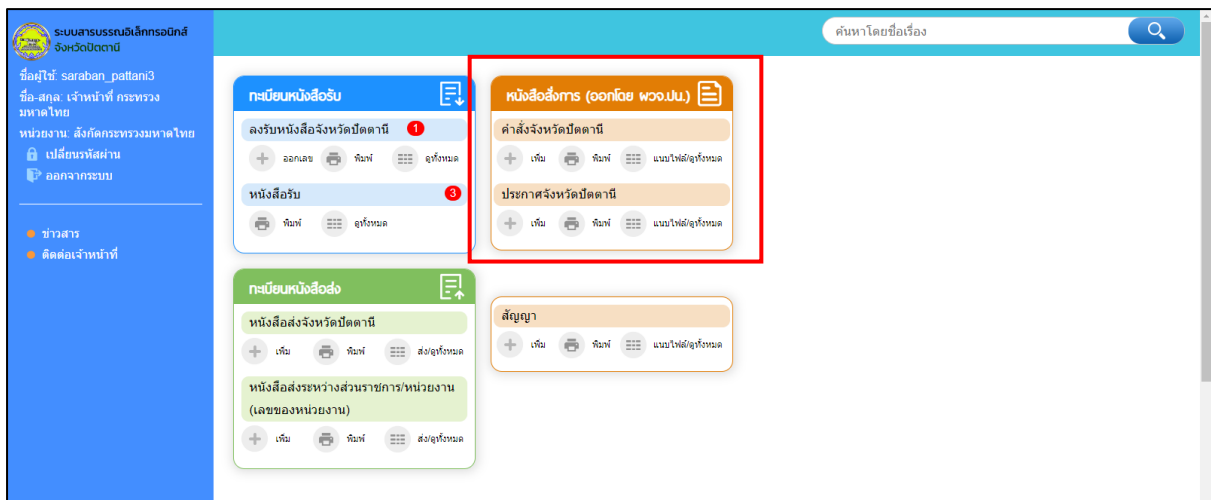 ระบบสารบรรณอิเล็กทรอนิกส์
จังหวัดปัตตานี
ชื่อผู้ใช้: saraban_pattani3
ชื่อ-สกุล: เจ้าหน้าที่ กระทรวง
มหาดไทย
หน่วยงาน: สังกัดกระทรวงมหาดไทย
เปลี่ยนรหัสผ่าน
ออกจากระบบ
ข่าวสาร
ติดต่อเจ้าหน้าที่
ค้นหาโดยชื่อเรื่อง
ทะเบียนหนังสือรับ
ลงรับหนังสือจังหวัดปัตตานี 1
ออกเลข พิมพ์ ดูทั้งหมด
หนังสือรับ 3
พิมพ์ ดูทั้งหมด
หนังสือสั่งการ (ออกโดย ผวจ.ปน.)
คำสั่งจังหวัดปัตตานี
เพิ่ม พิมพ์ แนบไฟล์/ดูทั้งหมด
ประกาศจังหวัดปัตตานี
เพิ่ม พิมพ์ แนบไฟล์/ดูทั้งหมด
ทะเบียนหนังสือส่ง
หนังสือส่งจังหวัดปัตตานี
เพิ่ม พิมพ์ ส่ง/ดูทั้งหมด
หนังสือส่งระหว่างส่วนราชการ/หน่วยงาน
(เลขของหน่วยงาน)
เพิ่ม พิมพ์ ส่ง/ดูทั้งหมด
สัญญา
เพิ่ม พิมพ์ แนบไฟล์/ดูทั้งหมด